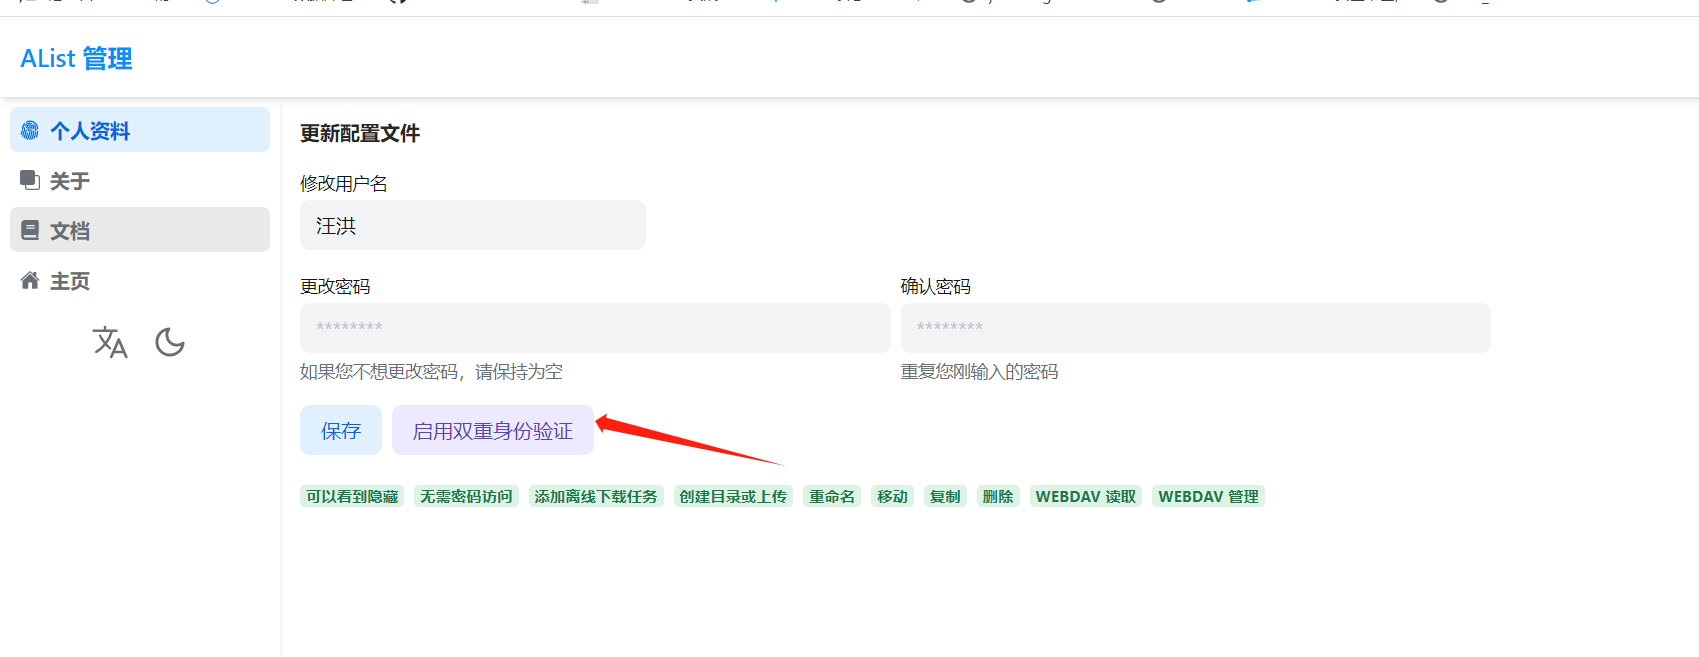 AList 管理
个人资料
关于
文档
主页
更新配置文件
修改用户名
汪洪
更改密码
********
如果您不想更改密码，请保持为空
确认密码
********
重复您刚输入的密码
保存 启用双重身份验证
可以看到隐藏 无需密码访问 添加离线下载任务 创建目录或上传 重命名 移动 复制 删除 WEBDAV 读取 WEBDAV 管理